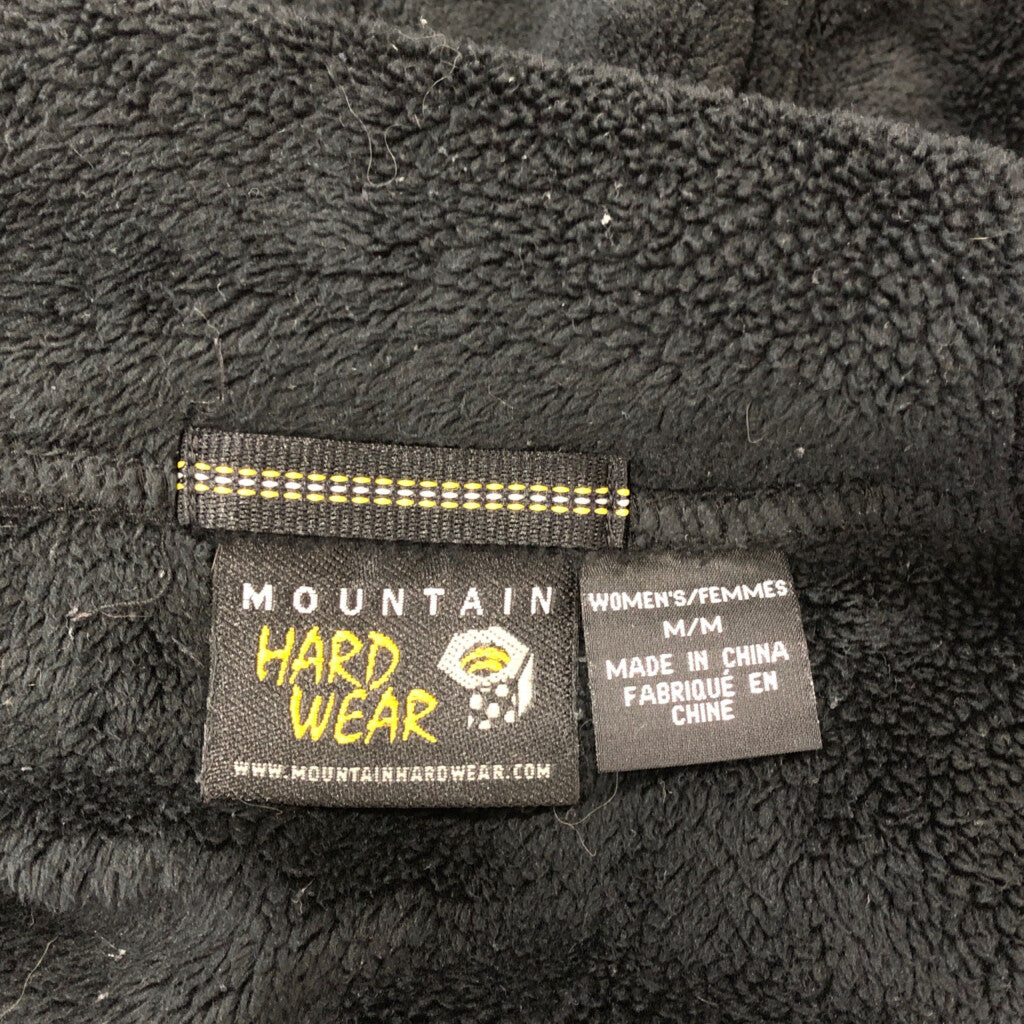 MOUNTAIN
HARD
WEAR
WWW.MOUNTAINHARDWEAR.COM
WOMEN'S/FEMMES
M/M
MADE IN CHINA
FABRIQUÉ EN
CHINE